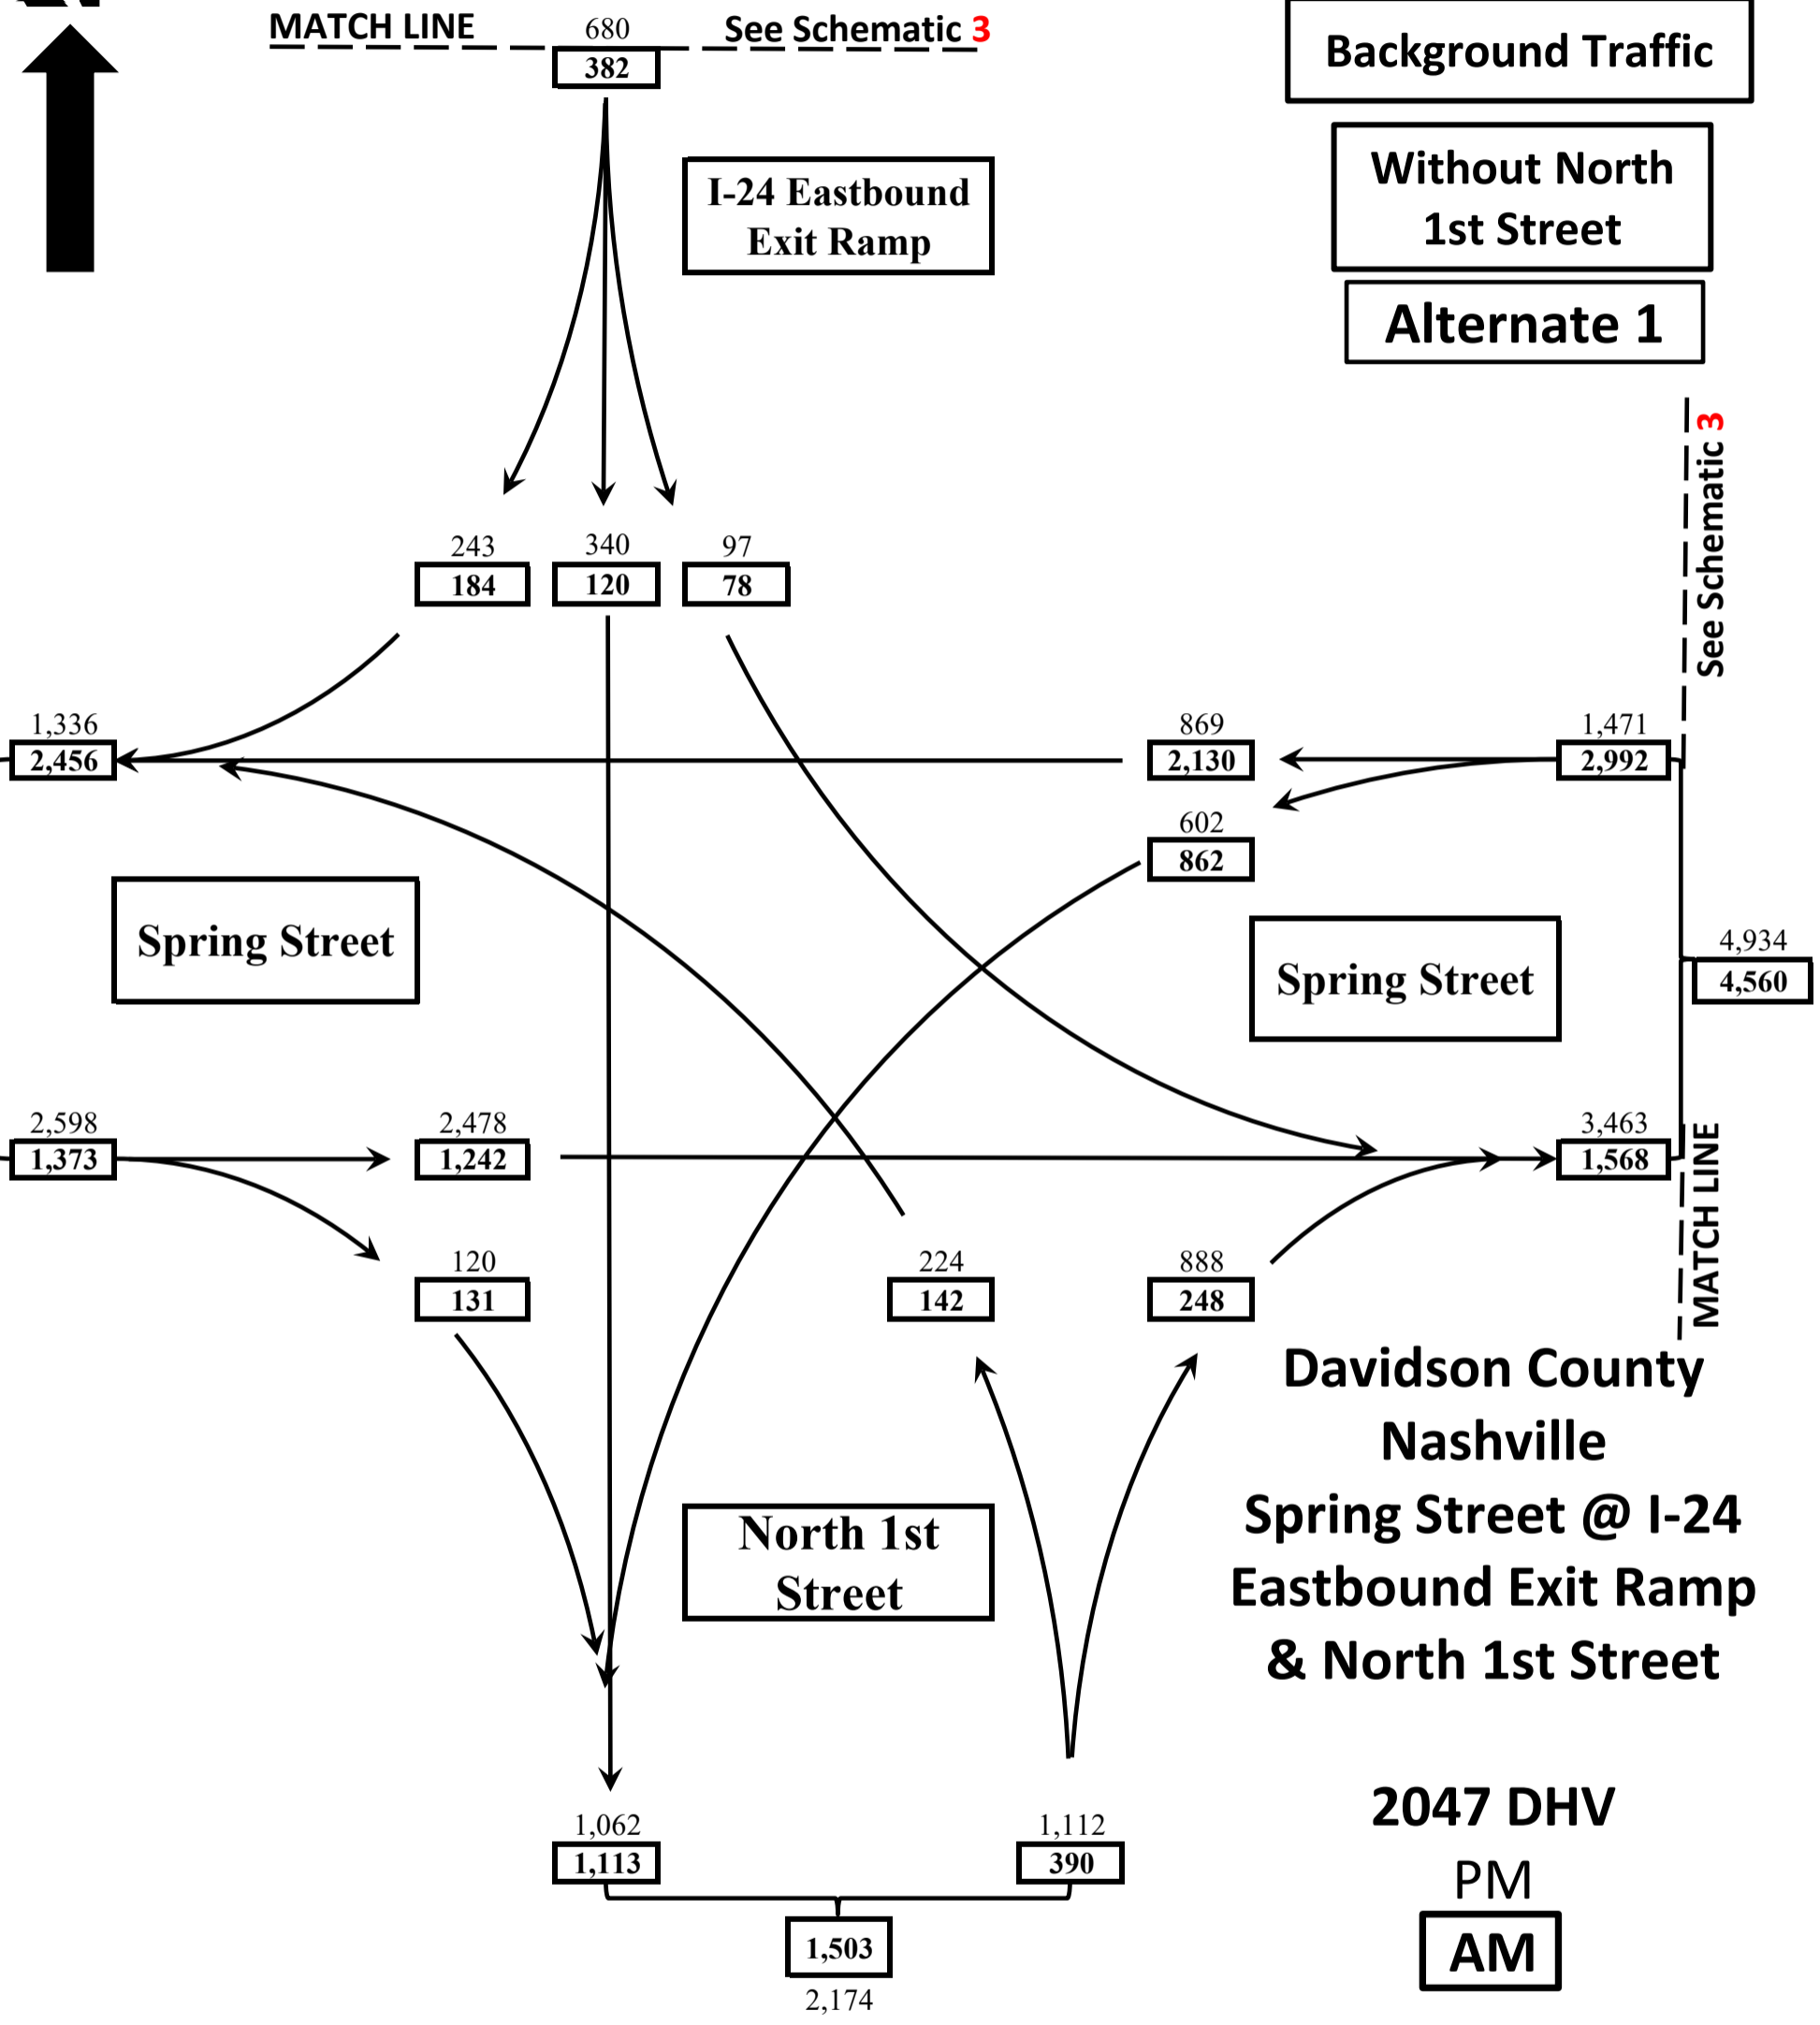 MATCH LINE 680 See Schematic 3
382
Background Traffic
Without North
1st Street
Alternate 1
I-24 Eastbound
Exit Ramp
See Schematic 3
243 340 97
184 120 78
1,336 869 1,471
2,456 2,130 2,992
602
862
Spring Street
Spring Street
4,934
4,560
2,598 2,478 3,463
1,373 1,242 1,568
MATCH LINE
120 224 888
131 142 248
Davidson County
Nashville
Spring Street @ I-24
Eastbound Exit Ramp
& North 1st Street
North 1st
Street
1,062 1,112
1,113 390
1,503
2,174
2047 DHV
PM
AM